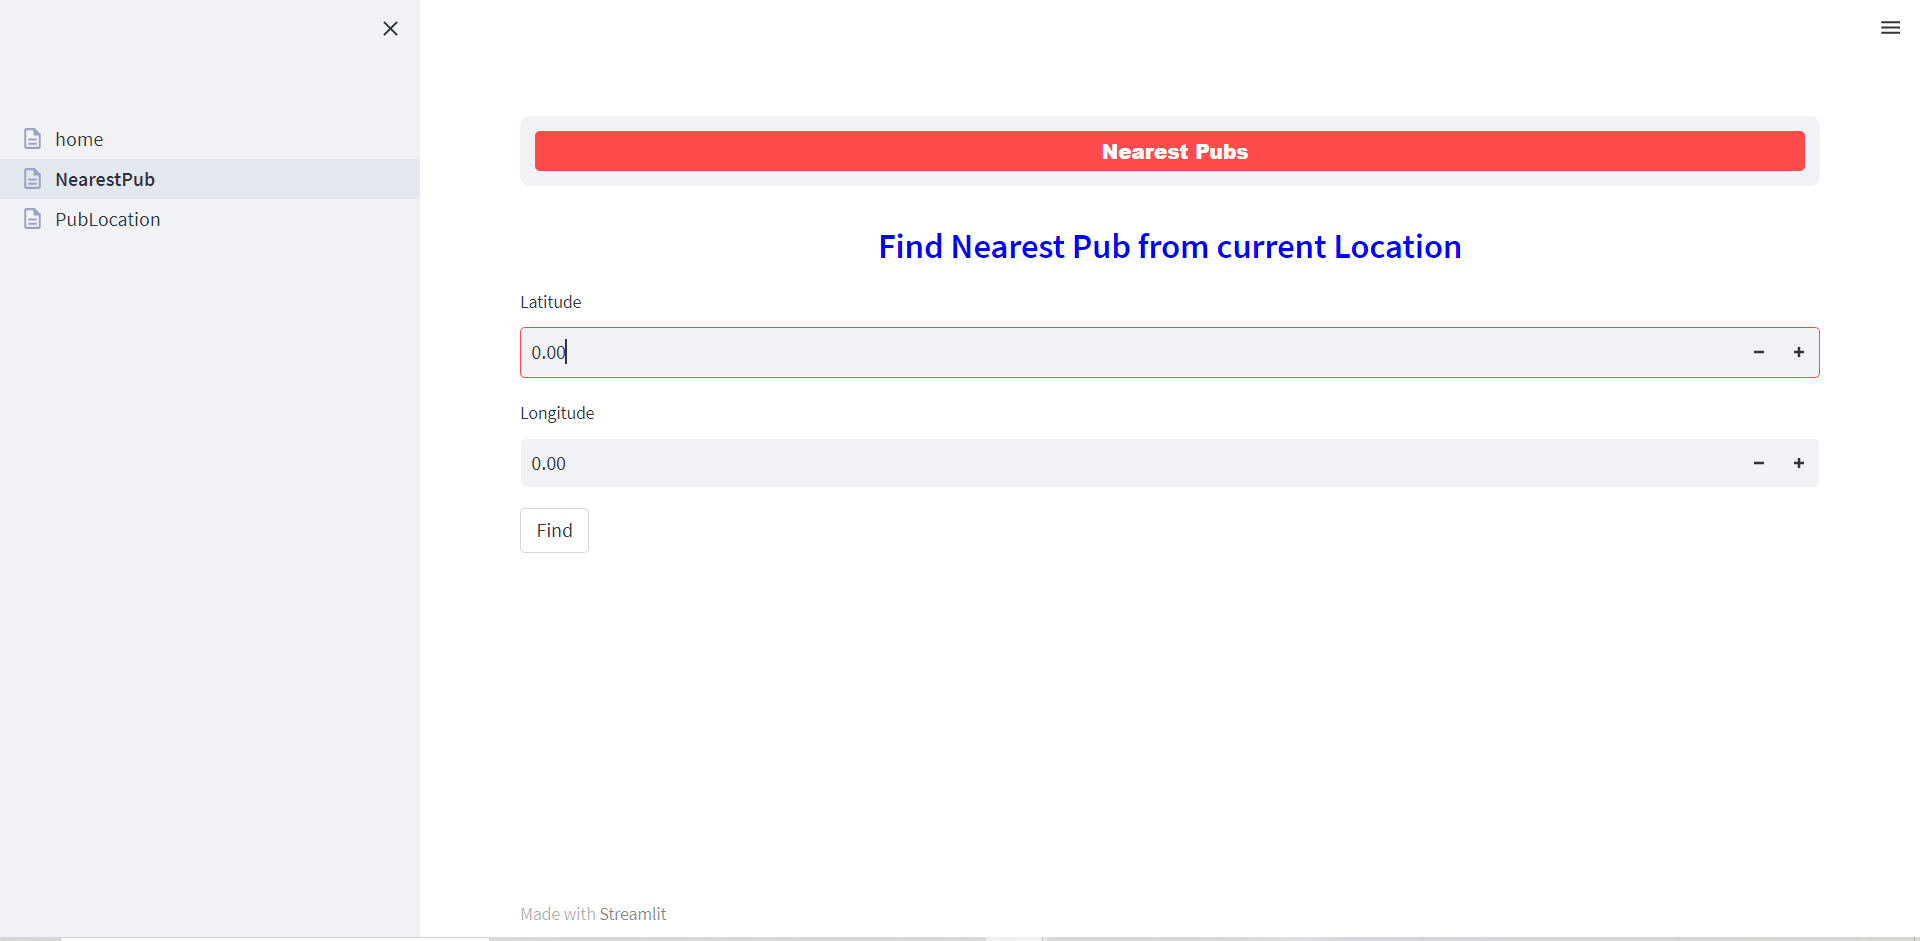 home
NearestPub
PubLocation
Nearest Pubs
Find Nearest Pub from current Location
Latitude
0.00
Longitude
0.00
Find
Made with Streamlit